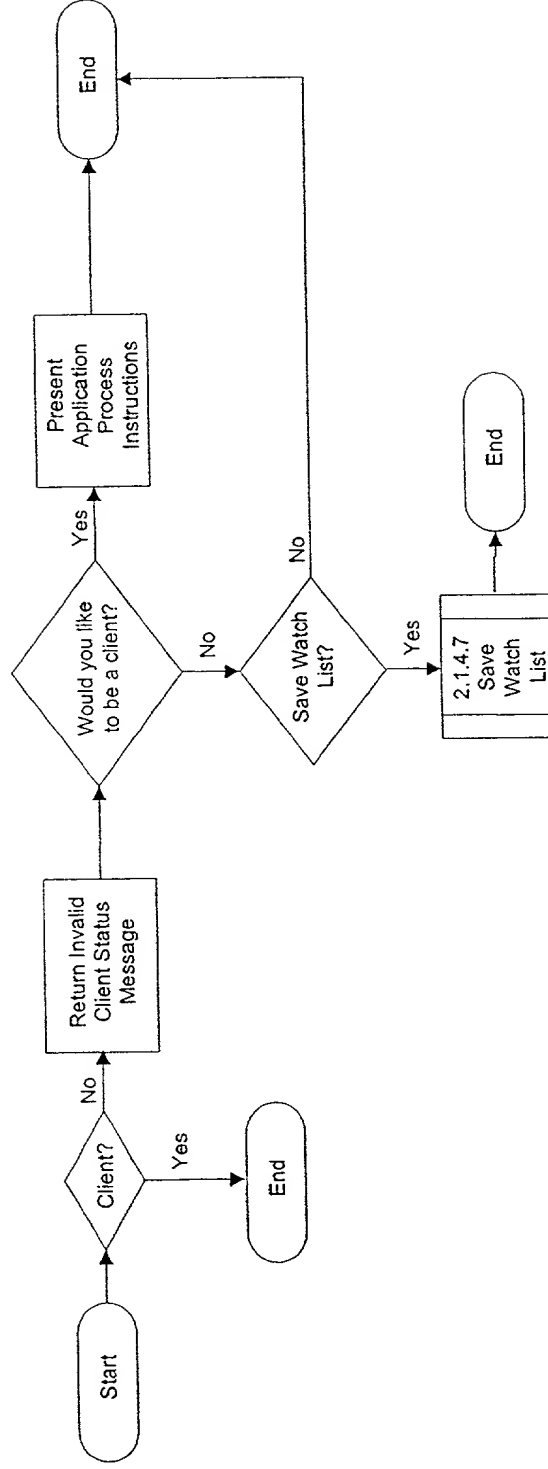 Start
Client?
No
Yes
End
Return Invalid
Client Status
Message
Would you like
to be a client?
Yes
No
Present
Application
Process
Instructions
End
Save Watch
List?
No
Yes
2.1.4.7
Save
Watch
List
End